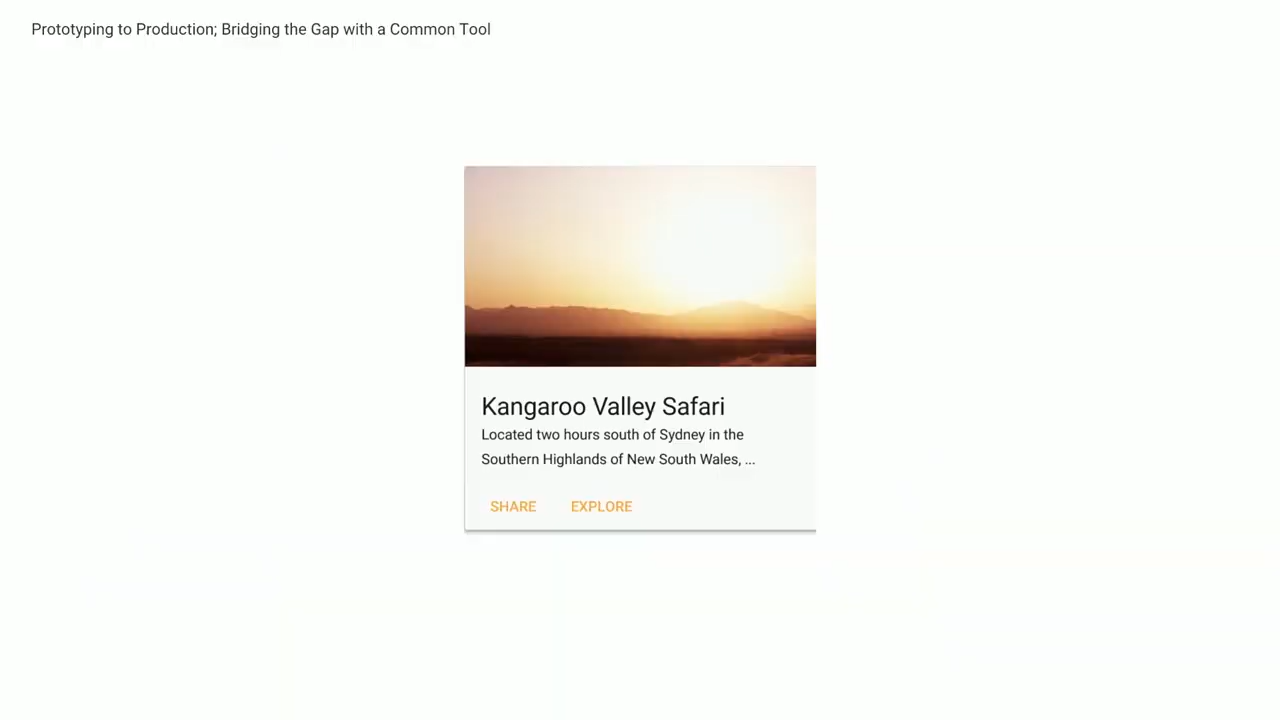 Prototyping to Production; Bridging the Gap with a Common Tool
Kangaroo Valley Safari
Located two hours south of Sydney in the
Southern Highlands of New South Wales, ...
SHARE EXPLORE